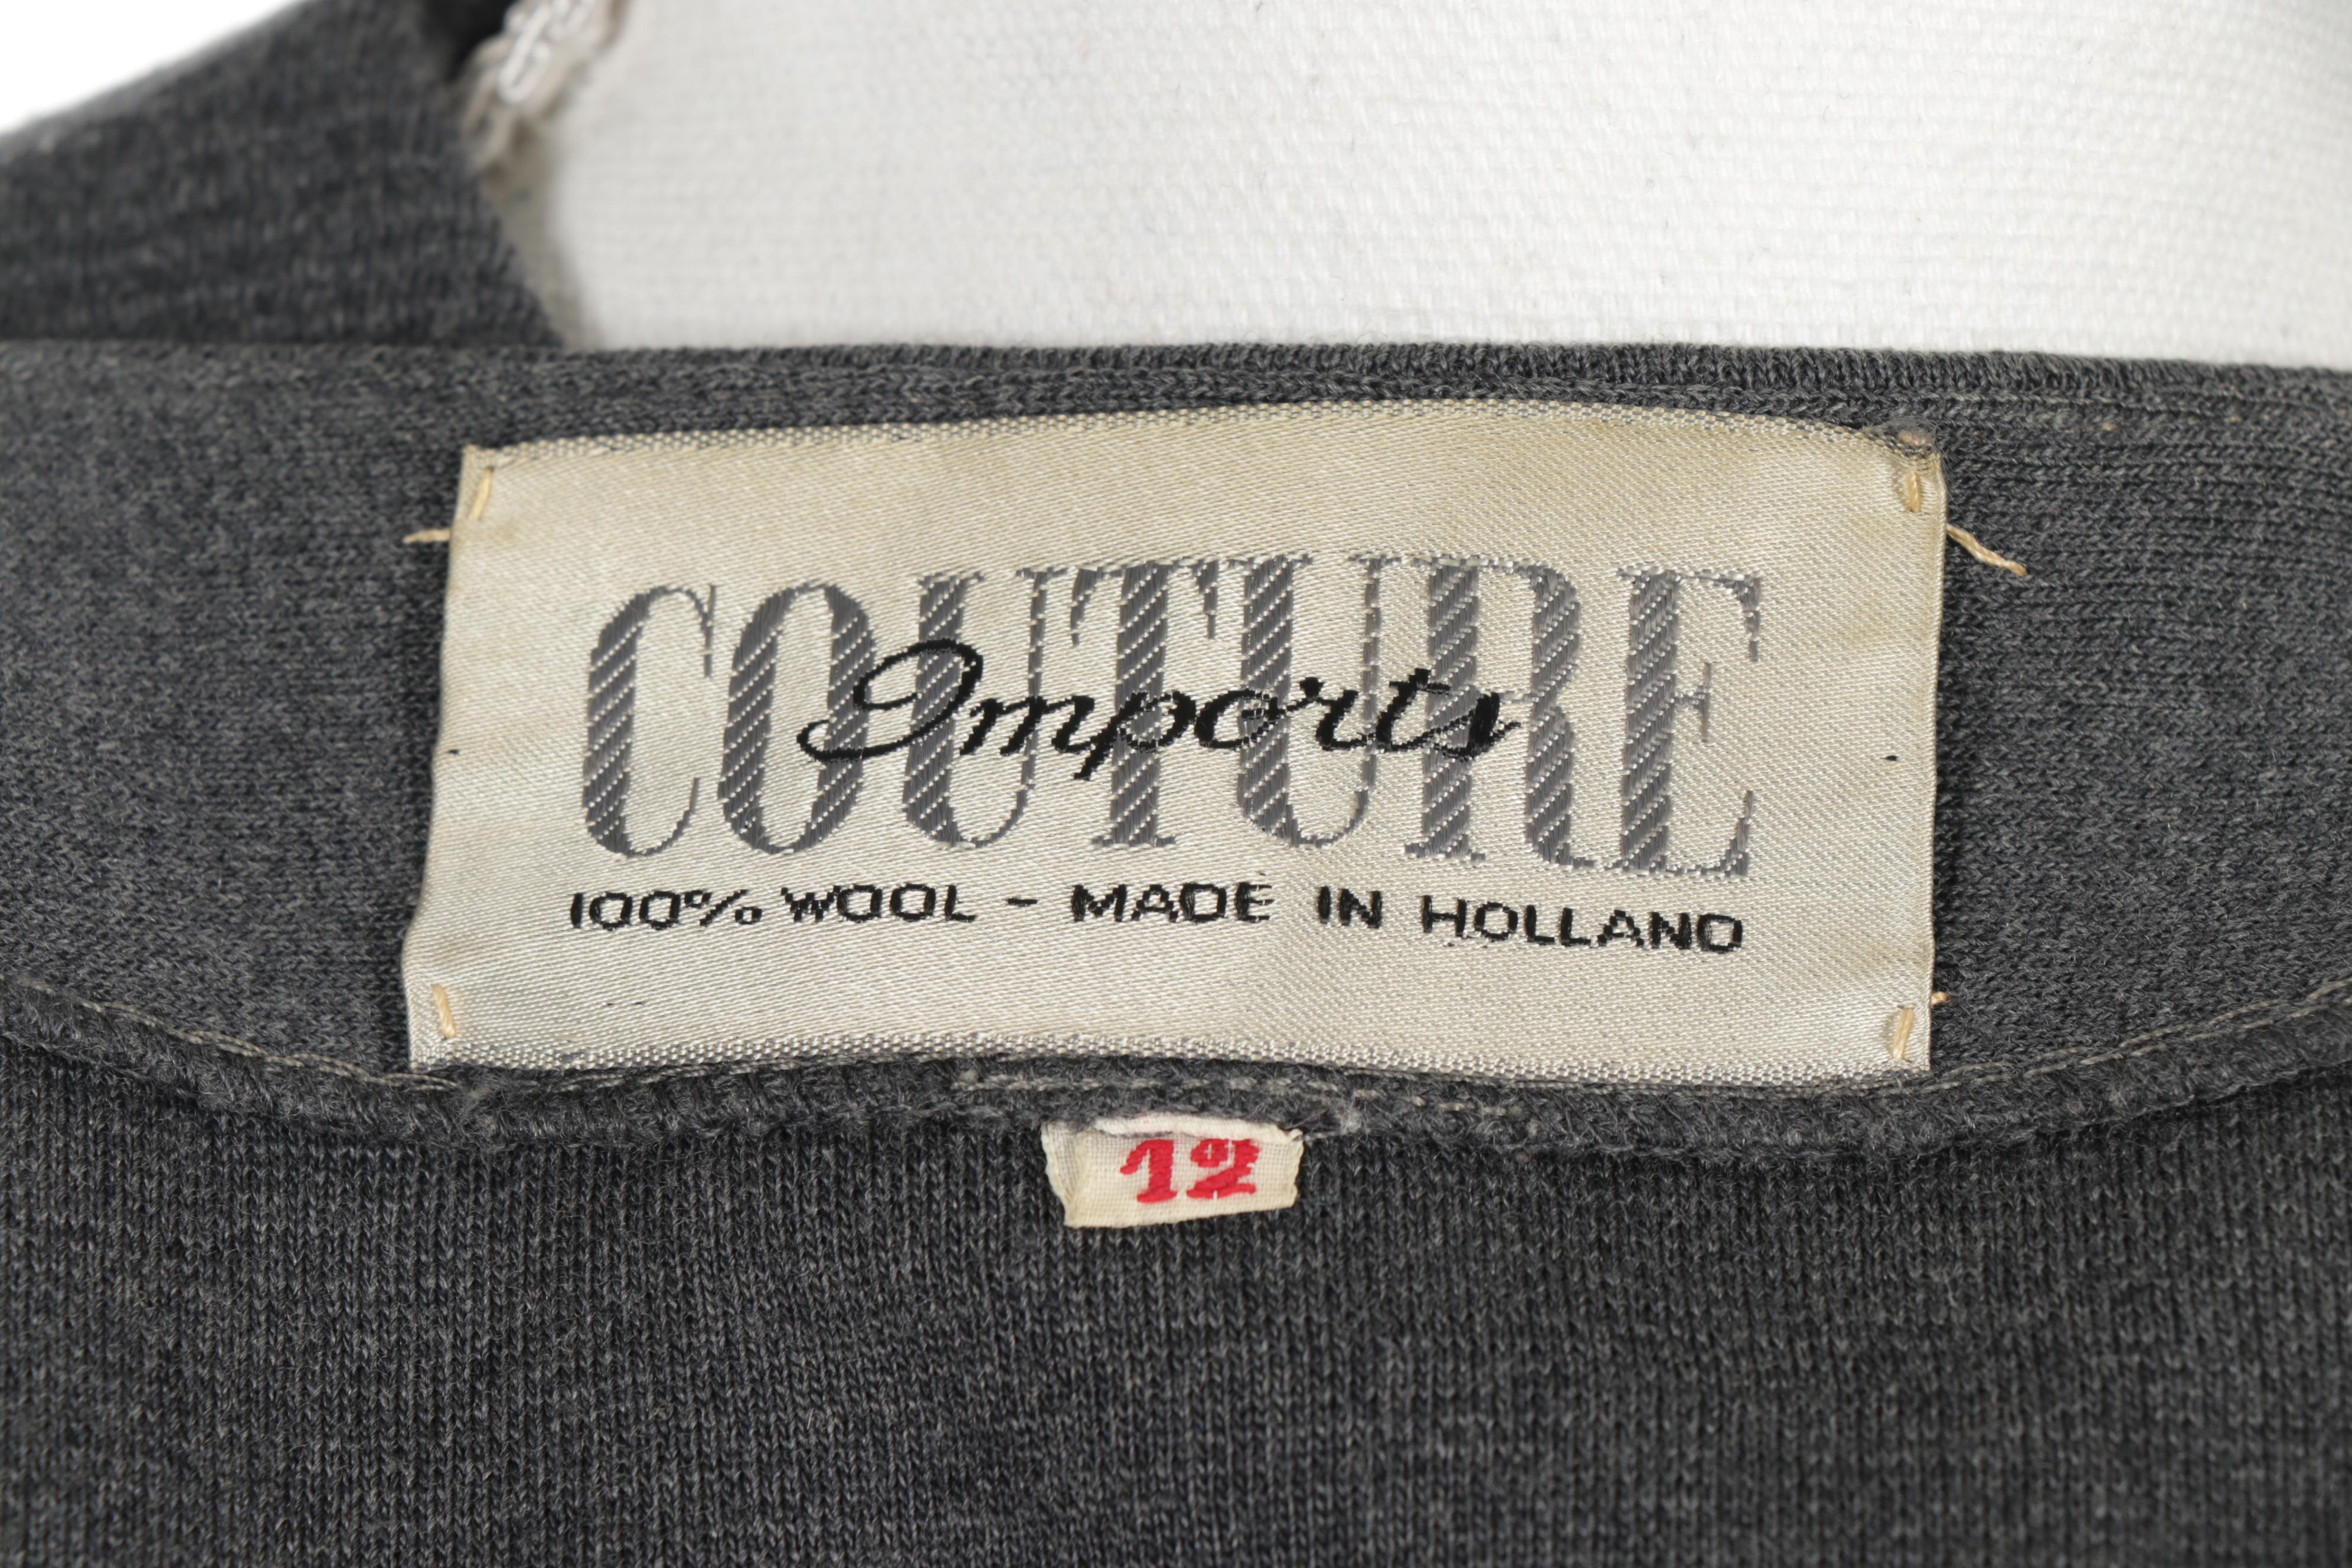 COUTURE
Imports
100% WOOL - MADE IN HOLLAND
12